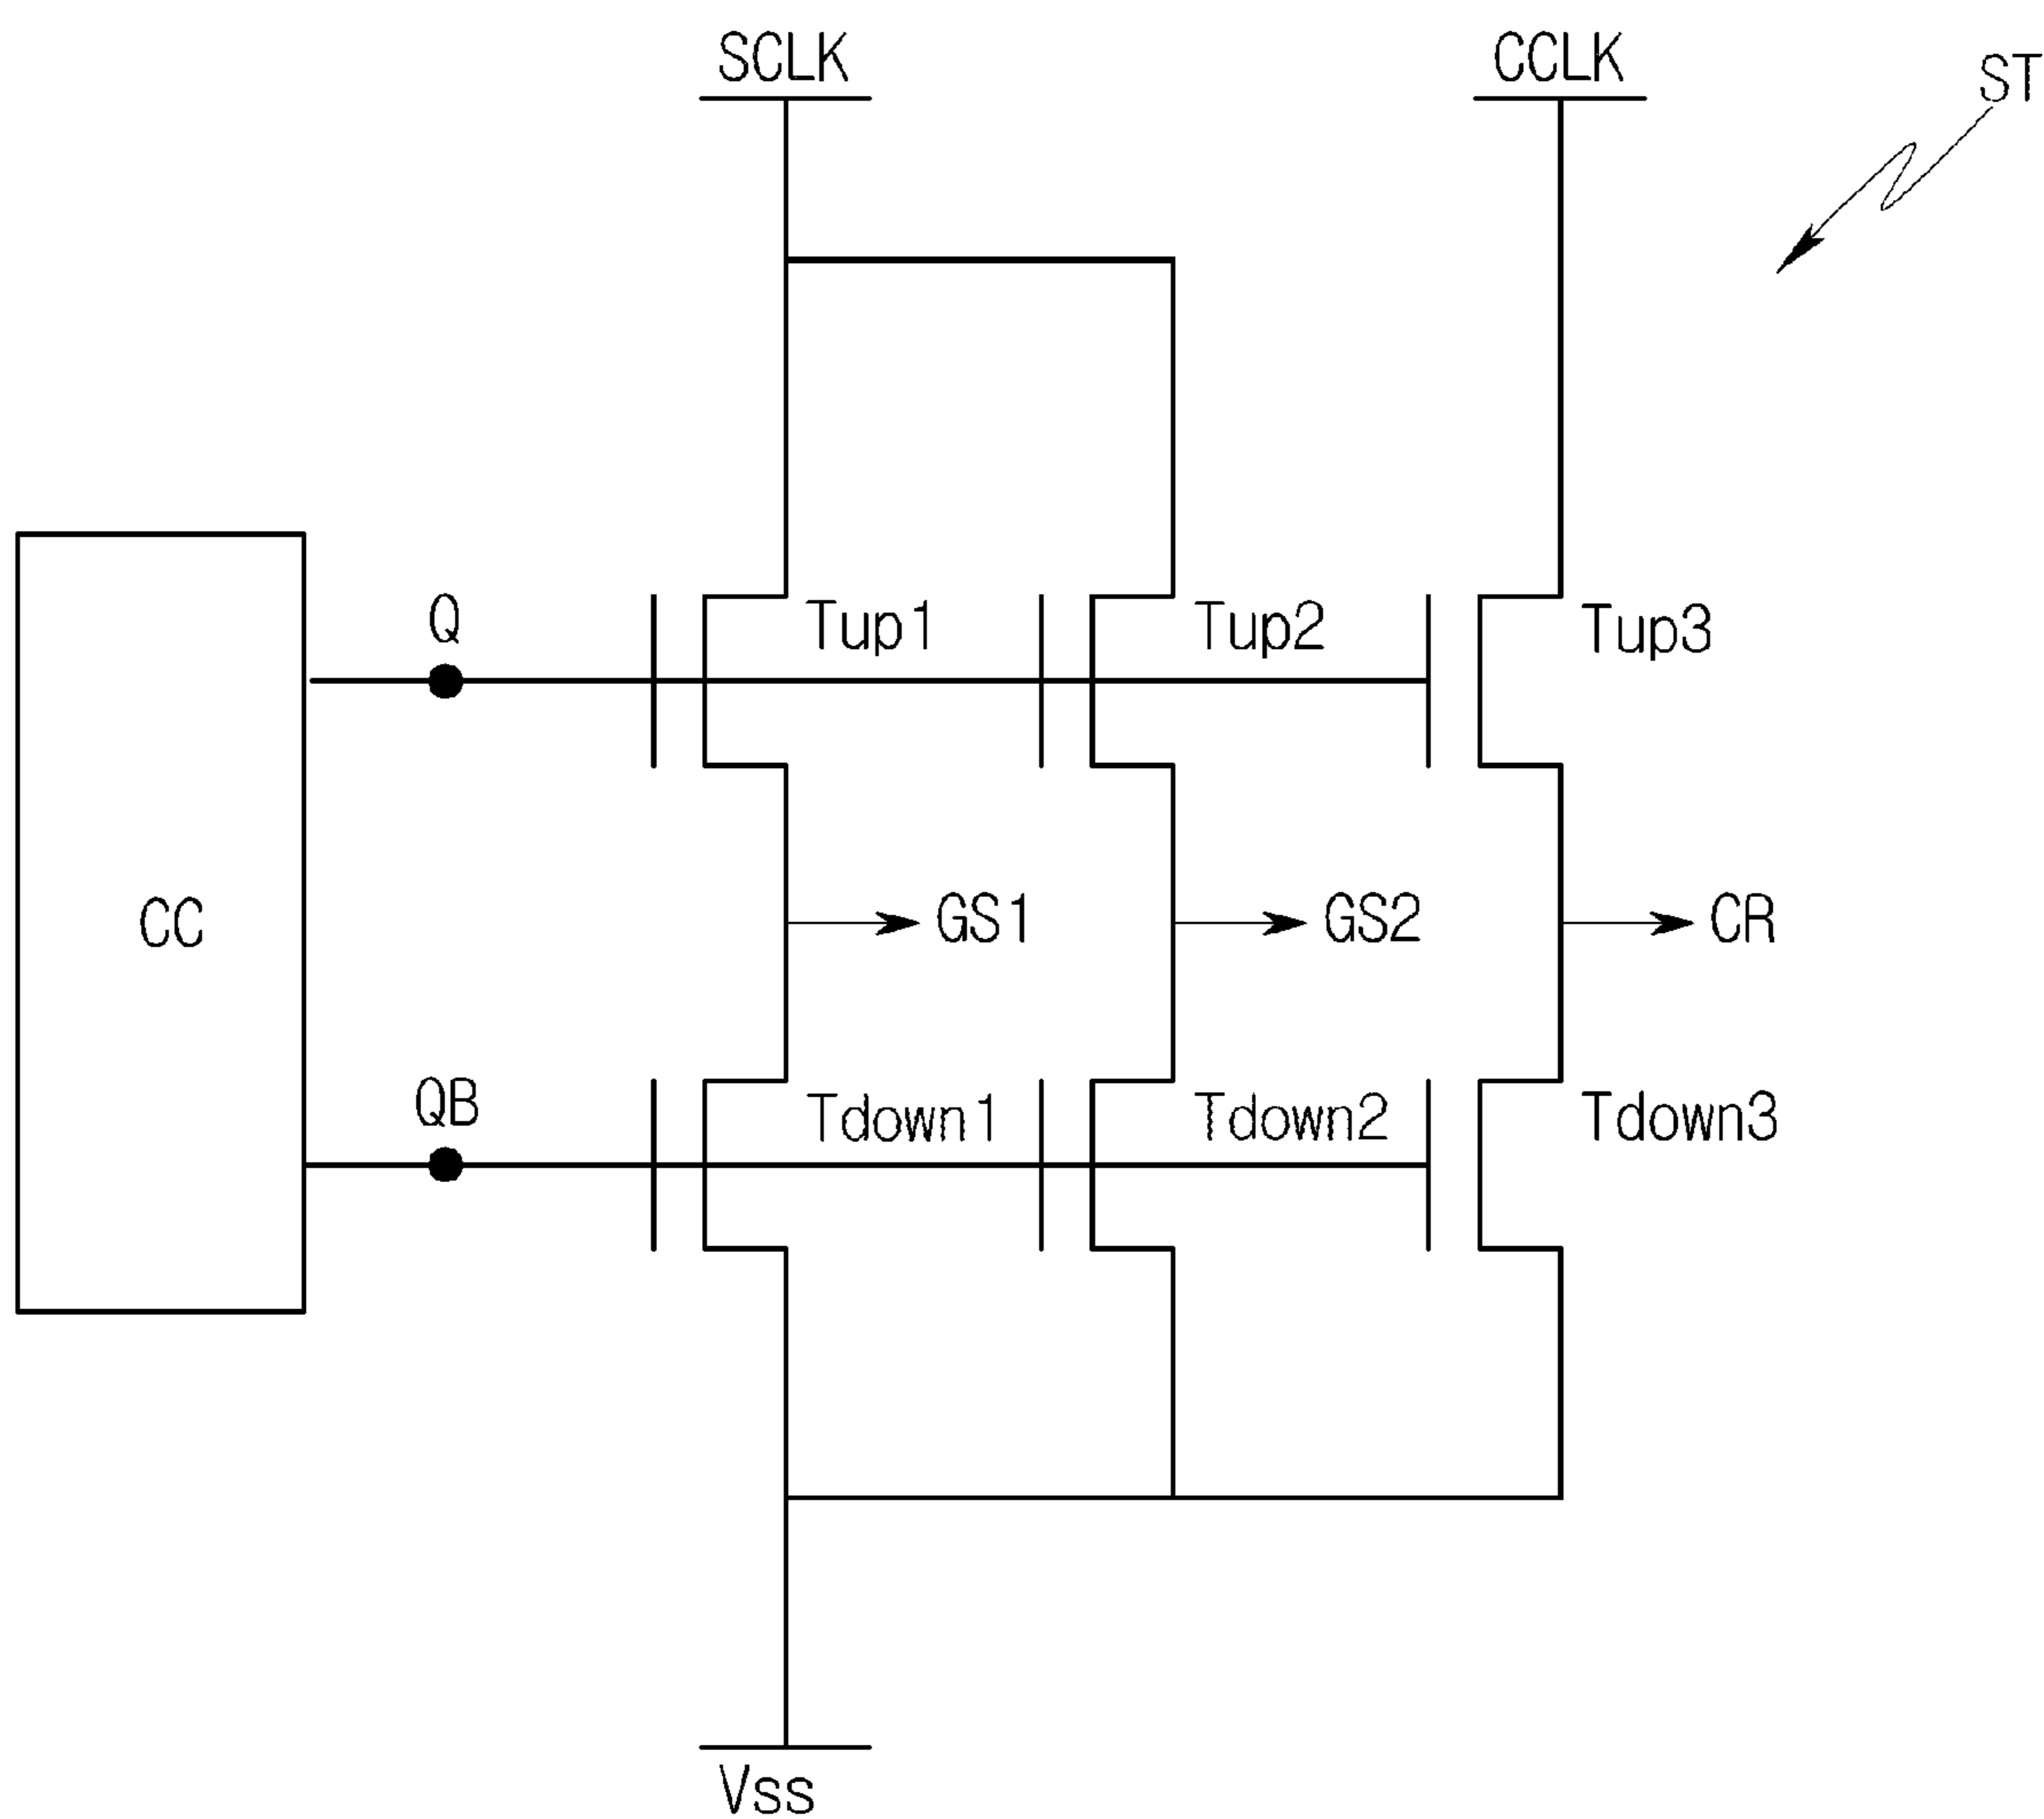 SCLK
CCLK
ST
Q
Tup1
Tup2
Tup3
CC
GS1
GS2
CR
QB
Tdown1
Tdown2
Tdown3
Vss